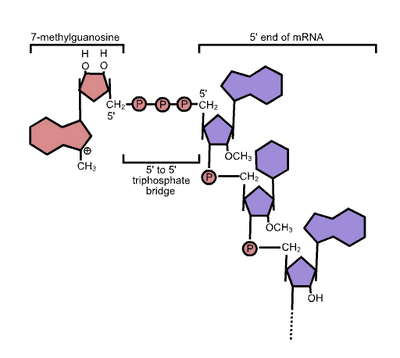 7-methylguanosine
5' end of mRNA
H H
O O
CH₂ P P P CH₂
5' 5'
⊕
CH₃
OCH₃
5' to 5'
triphosphate
bridge
P CH₂
OCH₃
P CH₂
OH